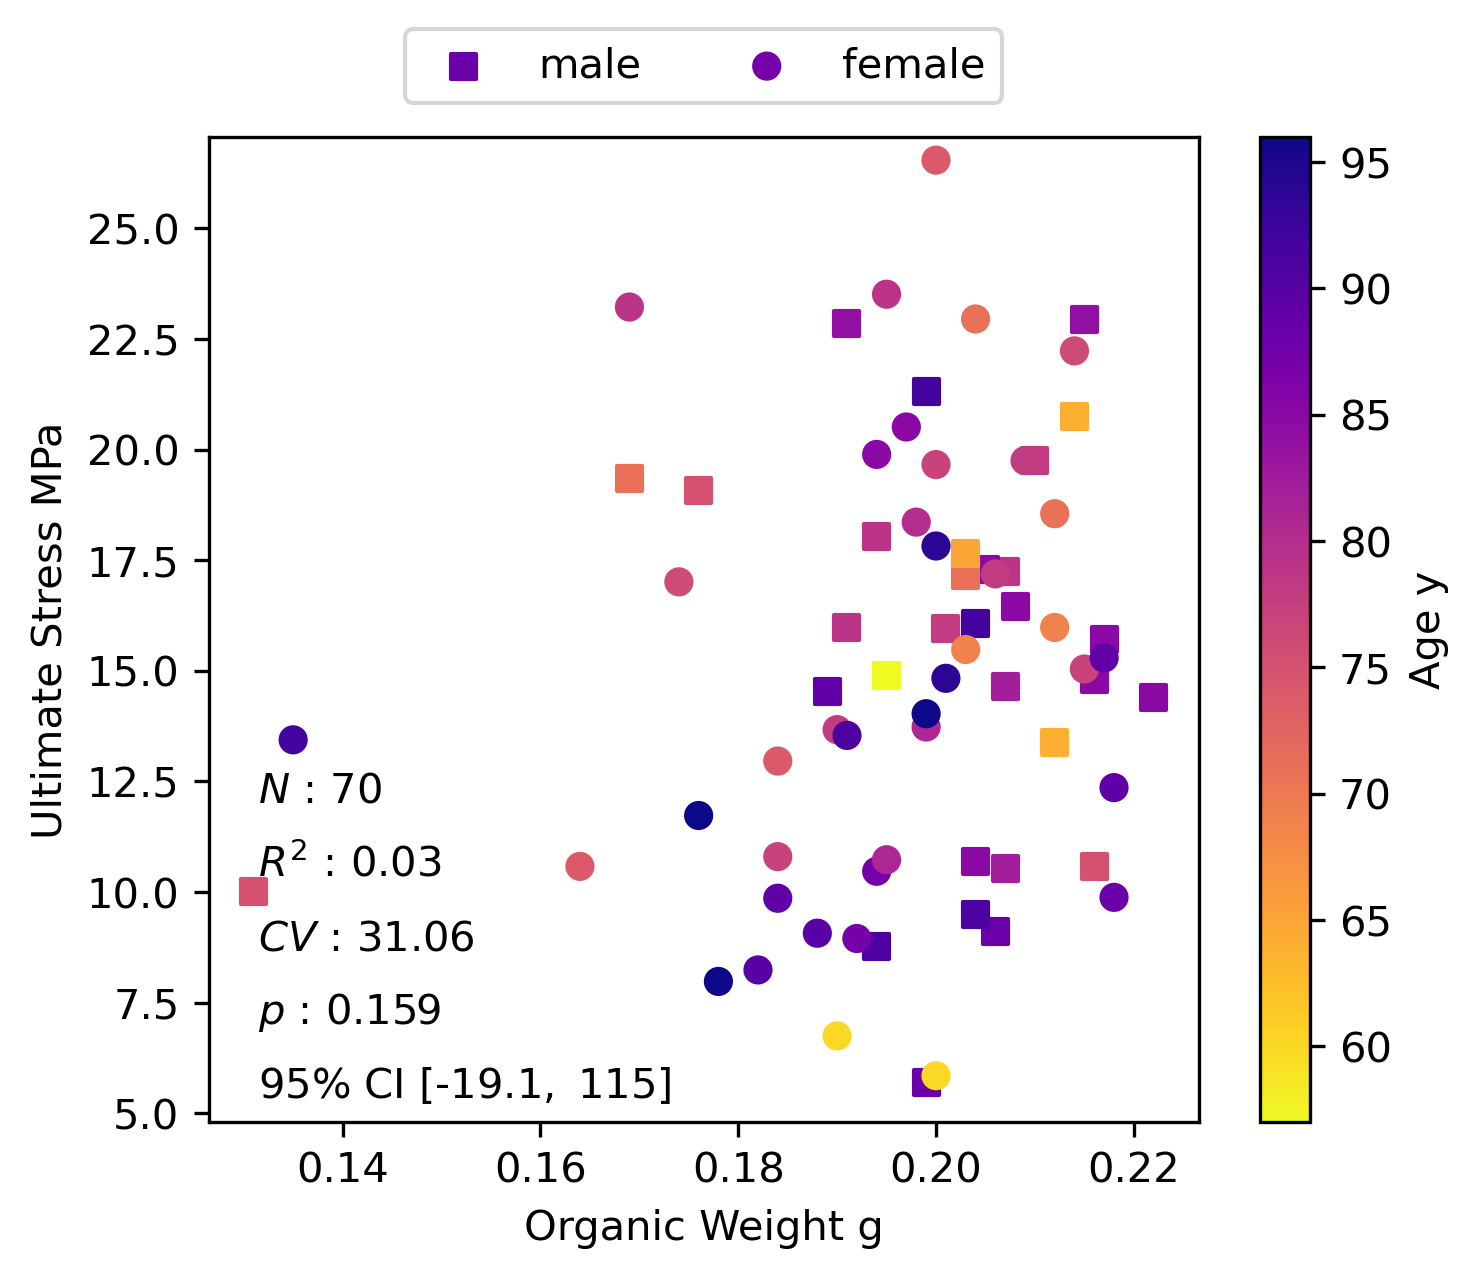 male female
25.0
22.5
20.0
17.5
15.0
12.5
10.0
7.5
5.0
Ultimate Stress MPa
N : 70
R² : 0.03
CV : 31.06
p : 0.159
95% CI [-19.1, 115]
0.14 0.16 0.18 0.20 0.22
Organic Weight g
95
90
85
80
75
70
65
60
Age y